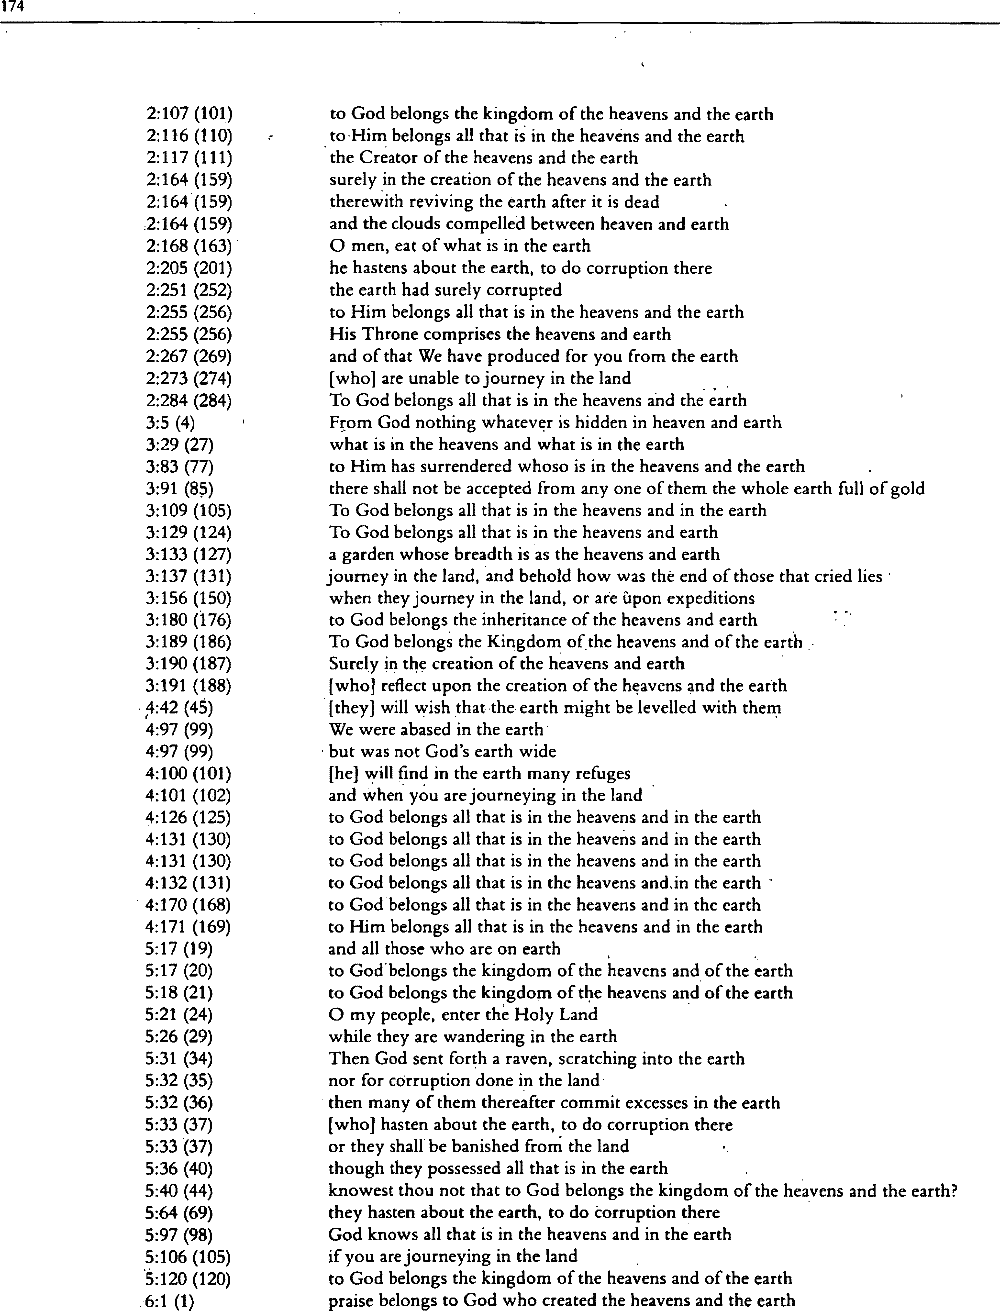 174
2:107 (101) to God belongs the kingdom of the heavens and the earth
2:116 (110) to Him belongs all that is in the heavens and the earth
2:117 (111) the Creator of the heavens and the earth
2:164 (159) surely in the creation of the heavens and the earth
2:164 (159) therewith reviving the earth after it is dead
2:164 (159) and the clouds compelled between heaven and earth
2:168 (163) O men, eat of what is in the earth
2:205 (201) he hastens about the earth, to do corruption there
2:251 (252) the earth had surely corrupted
2:255 (256) to Him belongs all that is in the heavens and the earth
2:255 (256) His Throne comprises the heavens and earth
2:267 (269) and of that We have produced for you from the earth
2:273 (274) [who] are unable to journey in the land
2:284 (284) To God belongs all that is in the heavens and the earth
3:5 (4) From God nothing whatever is hidden in heaven and earth
3:29 (27) what is in the heavens and what is in the earth
3:83 (77) to Him has surrendered whoso is in the heavens and the earth
3:91 (85) there shall not be accepted from any one of them the whole earth full of gold
3:109 (105) To God belongs all that is in the heavens and in the earth
3:129 (124) To God belongs all that is in the heavens and earth
3:133 (127) a garden whose breadth is as the heavens and earth
3:137 (131) journey in the land, and behold how was the end of those that cried lies
3:156 (150) when they journey in the land, or are upon expeditions
3:180 (176) to God belongs the inheritance of the heavens and earth
3:189 (186) To God belongs the Kingdom of the heavens and of the earth
3:190 (187) Surely in the creation of the heavens and earth
3:191 (188) [who] reflect upon the creation of the heavens and the earth
4:42 (45) [they] will wish that the earth might be levelled with them
4:97 (99) We were abased in the earth
4:97 (99) but was not God's earth wide
4:100 (101) [he] will find in the earth many refuges
4:101 (102) and when you are journeying in the land
4:126 (125) to God belongs all that is in the heavens and in the earth
4:131 (130) to God belongs all that is in the heavens and in the earth
4:131 (130) to God belongs all that is in the heavens and in the earth
4:132 (131) to God belongs all that is in the heavens and in the earth
4:170 (168) to God belongs all that is in the heavens and in the earth
4:171 (169) to Him belongs all that is in the heavens and in the earth
5:17 (19) and all those who are on earth
5:17 (20) to God belongs the kingdom of the heavens and of the earth
5:18 (21) to God belongs the kingdom of the heavens and of the earth
5:21 (24) O my people, enter the Holy Land
5:26 (29) while they are wandering in the earth
5:31 (34) Then God sent forth a raven, scratching into the earth
5:32 (35) nor for corruption done in the land
5:32 (36) then many of them thereafter commit excesses in the earth
5:33 (37) [who] hasten about the earth, to do corruption there
5:33 (37) or they shall be banished from the land
5:36 (40) though they possessed all that is in the earth
5:40 (44) knowest thou not that to God belongs the kingdom of the heavens and the earth?
5:64 (69) they hasten about the earth, to do corruption there
5:97 (98) God knows all that is in the heavens and in the earth
5:106 (105) if you are journeying in the land
5:120 (120) to God belongs the kingdom of the heavens and of the earth
6:1 (1) praise belongs to God who created the heavens and the earth